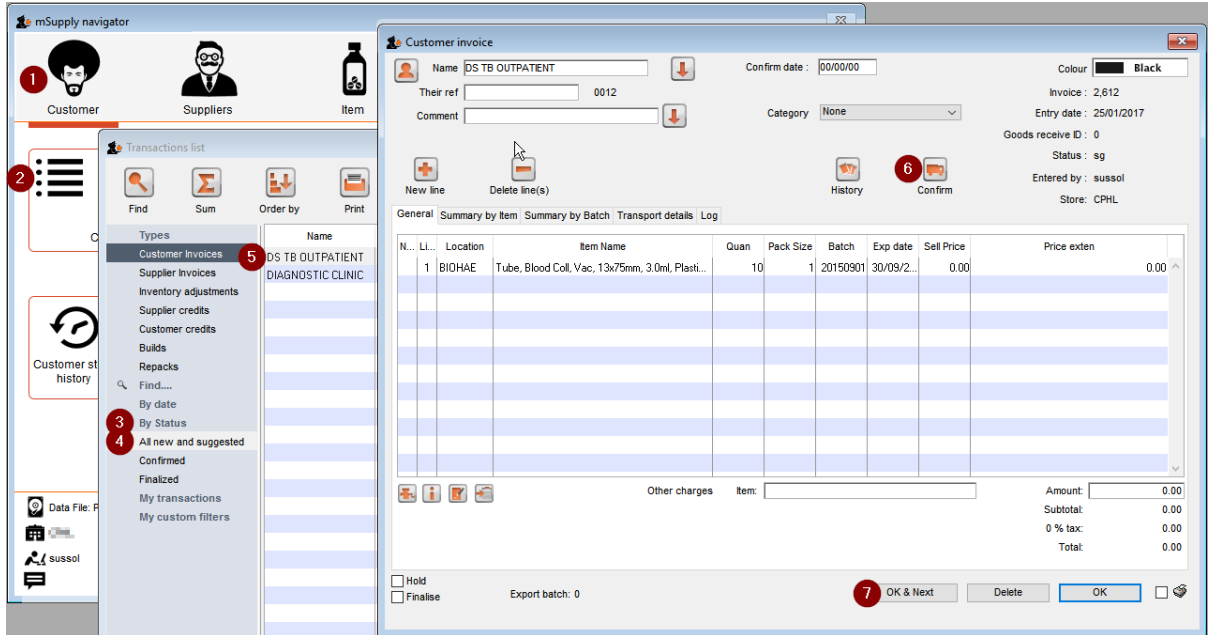 mSupply navigator
1
Customer
Suppliers
Item
2
C
Customer st
history
Data File: F
sussol
Transactions list
Find
Sum
Order by
Print
Types
Customer Invoices
Supplier Invoices
Inventory adjustments
Supplier credits
Customer credits
Builds
Repacks
Find....
By date
3 By Status
4 All new and suggested
Confirmed
Finalized
My transactions
My custom filters
Name
5 DS TB OUTPATIENT
DIAGNOSTIC CLINIC
Customer invoice
Name DS TB OUTPATIENT
Confirm date : 00/00/00
Colour Black
Their ref 0012
Invoice : 2,612
Comment
Category None
Entry date : 25/01/2017
Goods receive ID : 0
Status : sg
Entered by : sussol
Store: CPHL
New line
Delete line(s)
History
6
Confirm
General Summary by Item Summary by Batch Transport details Log
N... Li... Location Item Name Quan Pack Size Batch Exp date Sell Price Price exten
1 BIOHAE Tube, Blood Coll, Vac, 13x75mm, 3.0ml, Plasti... 10 1 20150901 30/09/2... 0.00 0.00
Other charges Item: Amount: 0.00
Subtotal: 0.00
0 % tax: 0.00
Total: 0.00
Hold
Finalise
Export batch: 0
7 OK & Next
Delete
OK